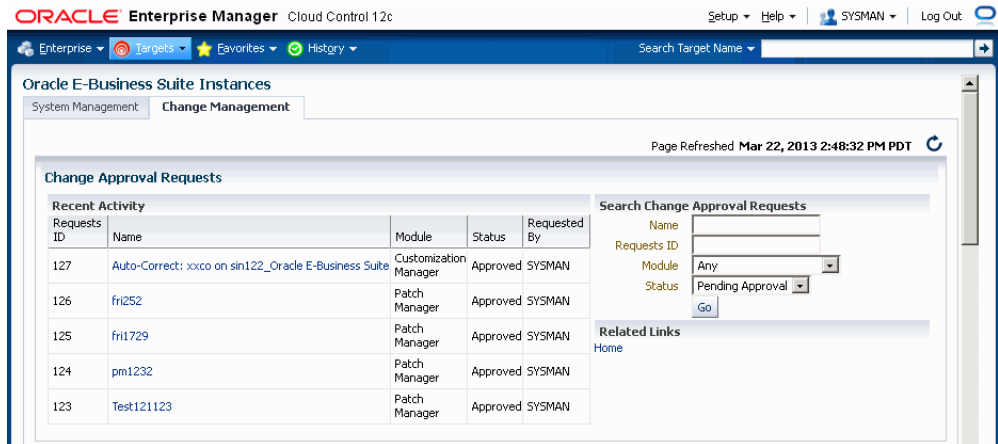 ORACLE Enterprise Manager Cloud Control 12c
Setup Help SYSMAN Log Out
Enterprise Targets Favorites History Search Target Name
Oracle E-Business Suite Instances
System Management Change Management
Page Refreshed Mar 22, 2013 2:48:32 PM PDT
Change Approval Requests
Recent Activity
Requests ID Name Module Status Requested By
127 Auto-Correct: xxco on sin122_Oracle E-Business Suite Customization Manager Approved SYSMAN
126 fri252 Patch Manager Approved SYSMAN
125 fri1729 Patch Manager Approved SYSMAN
124 pm1232 Patch Manager Approved SYSMAN
123 Test121123 Patch Manager Approved SYSMAN
Search Change Approval Requests
Name
Requests ID
Module Any
Status Pending Approval
Go
Related Links
Home